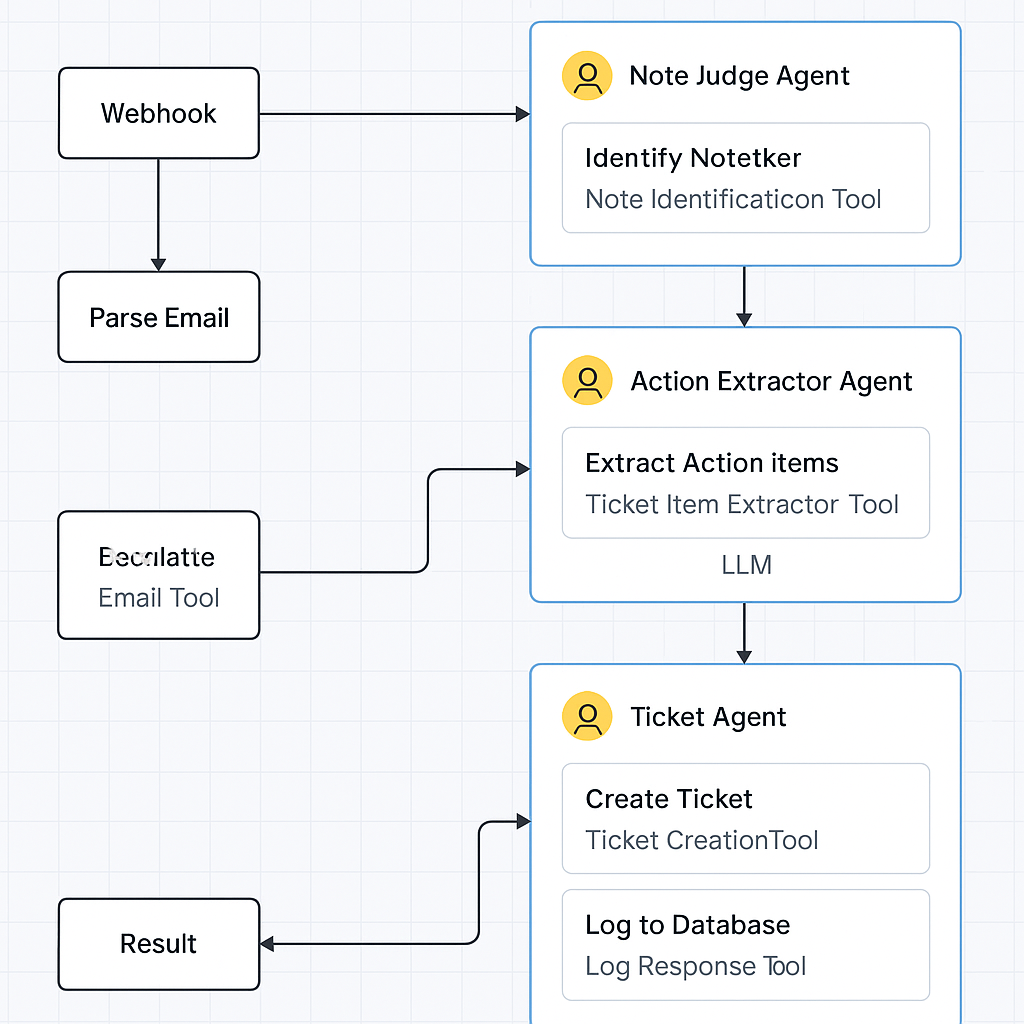 Webhook
Parse Email
Email Tool
Result
Note Judge Agent
Identify Notetker
Note Identificaticon Tool
Action Extractor Agent
Extract Action items
Ticket Item Extractor Tool
LLM
Ticket Agent
Create Ticket
Ticket CreationTool
Log to Database
Log Response Tool